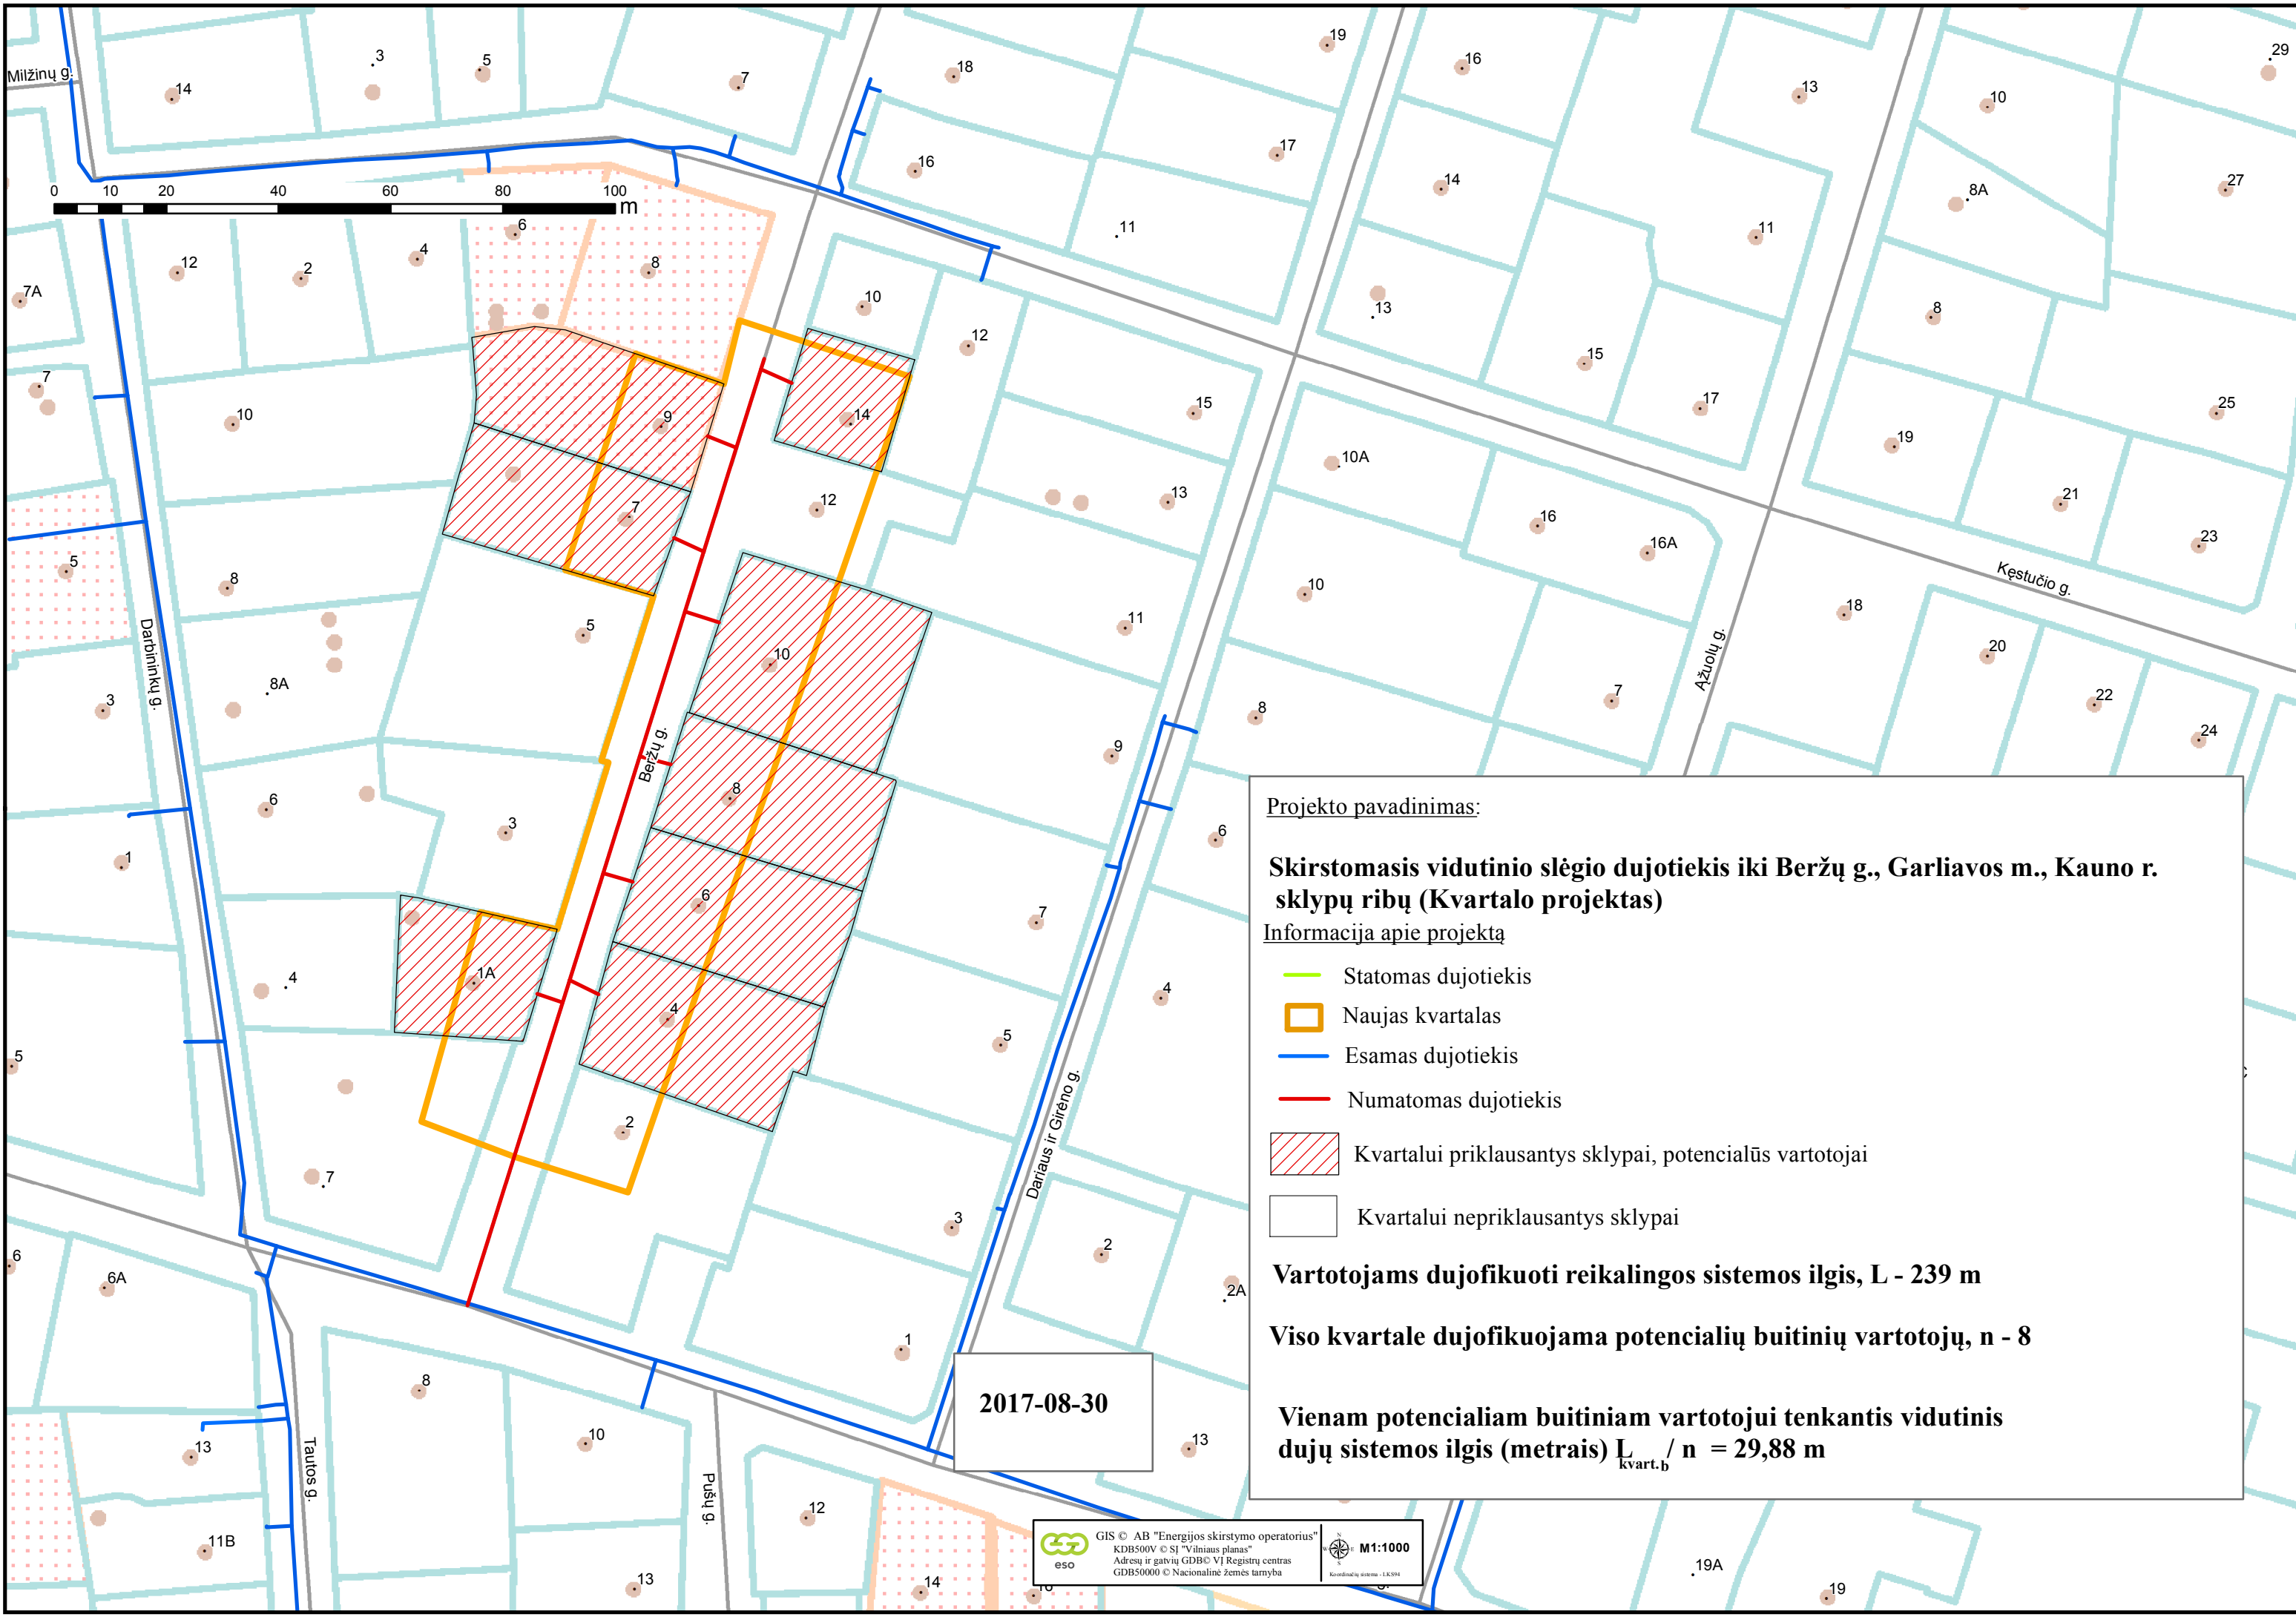 Milžinų g.
14
3
5
7
18
19
16
13
10
29
16
17
14
11
8A
27
11
0 10 20 40 60 80 100 m
6
12
2
4
8
7A
10
12
13
8
7
10
9
14
15
15
17
25
19
10A
7
12
13
16
16A
21
23
Kęstučio g.
5
8
5
11
10
18
20
Darbininkų g.
10
Ąžuolų g.
3
8A
8
7
22
24
Beržų g.
9
6
3
8
6
1
6
7
4
1A
4
4
5
5
2
Dariaus ir Girėno g.
7
3
2
6
6A
2A
1
8
10
13
13
Tautos g.
Pušų g.
12
11B
13
14
16
19A
19
Projekto pavadinimas:
Skirstomasis vidutinio slėgio dujotiekis iki Beržų g., Garliavos m., Kauno r.
sklypų ribų (Kvartalo projektas)
Informacija apie projektą
Statomas dujotiekis
Naujas kvartalas
Esamas dujotiekis
Numatomas dujotiekis
Kvartalui priklausantys sklypai, potencialūs vartotojai
Kvartalui nepriklausantys sklypai
Vartotojams dujofikuoti reikalingos sistemos ilgis, L - 239 m
Viso kvartale dujofikuojama potencialių buitinių vartotojų, n - 8
Vienam potencialiam buitiniam vartotojui tenkantis vidutinis
dujų sistemos ilgis (metrais) L kvart.b / n = 29,88 m
2017-08-30
eso
GIS © AB "Energijos skirstymo operatorius"
KDB500V © SĮ "Vilniaus planas"
Adresų ir gatvių GDB© VĮ Registrų centras
GDB50000 © Nacionalinė žemės tarnyba
N
W E
S
M1:1000
Koordinačių sistema - LKS94